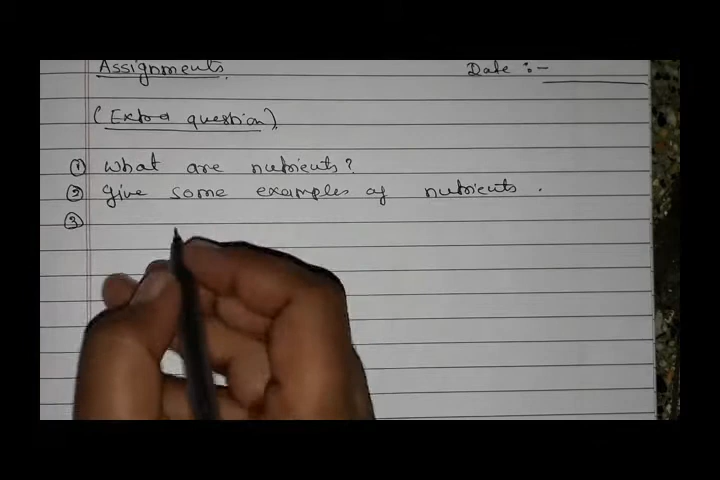 Assignments. Date :-
(Extra question)
① What are nutrients?
② Give some examples of nutrients.
③